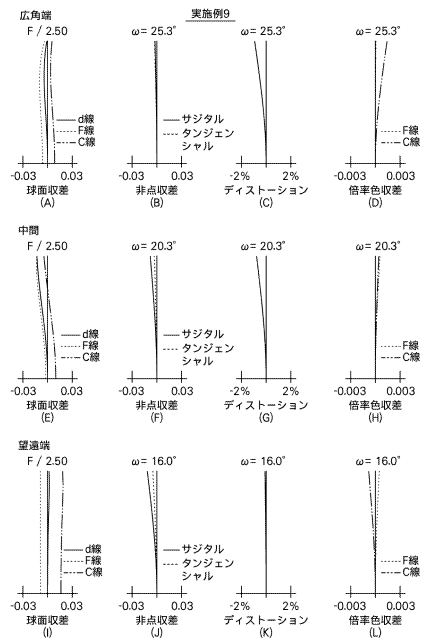 実施例9
広角端
F / 2.50 ω= 25.3° ω= 25.3° ω= 25.3°
d線
F線
C線
サジタル
タンジェン
シャル
F線
C線
-0.03 0.03 -0.03 0.03 -2% 2% -0.003 0.003
球面収差 非点収差 ディストーション 倍率色収差
(A) (B) (C) (D)
中間
F / 2.50 ω= 20.3° ω= 20.3° ω= 20.3°
d線
F線
C線
サジタル
タンジェン
シャル
F線
C線
-0.03 0.03 -0.03 0.03 -2% 2% -0.003 0.003
球面収差 非点収差 ディストーション 倍率色収差
(E) (F) (G) (H)
望遠端
F / 2.50 ω= 16.0° ω= 16.0° ω= 16.0°
d線
F線
C線
サジタル
タンジェン
シャル
F線
C線
-0.03 0.03 -0.03 0.03 -2% 2% -0.003 0.003
球面収差 非点収差 ディストーション 倍率色収差
(I) (J) (K) (L)